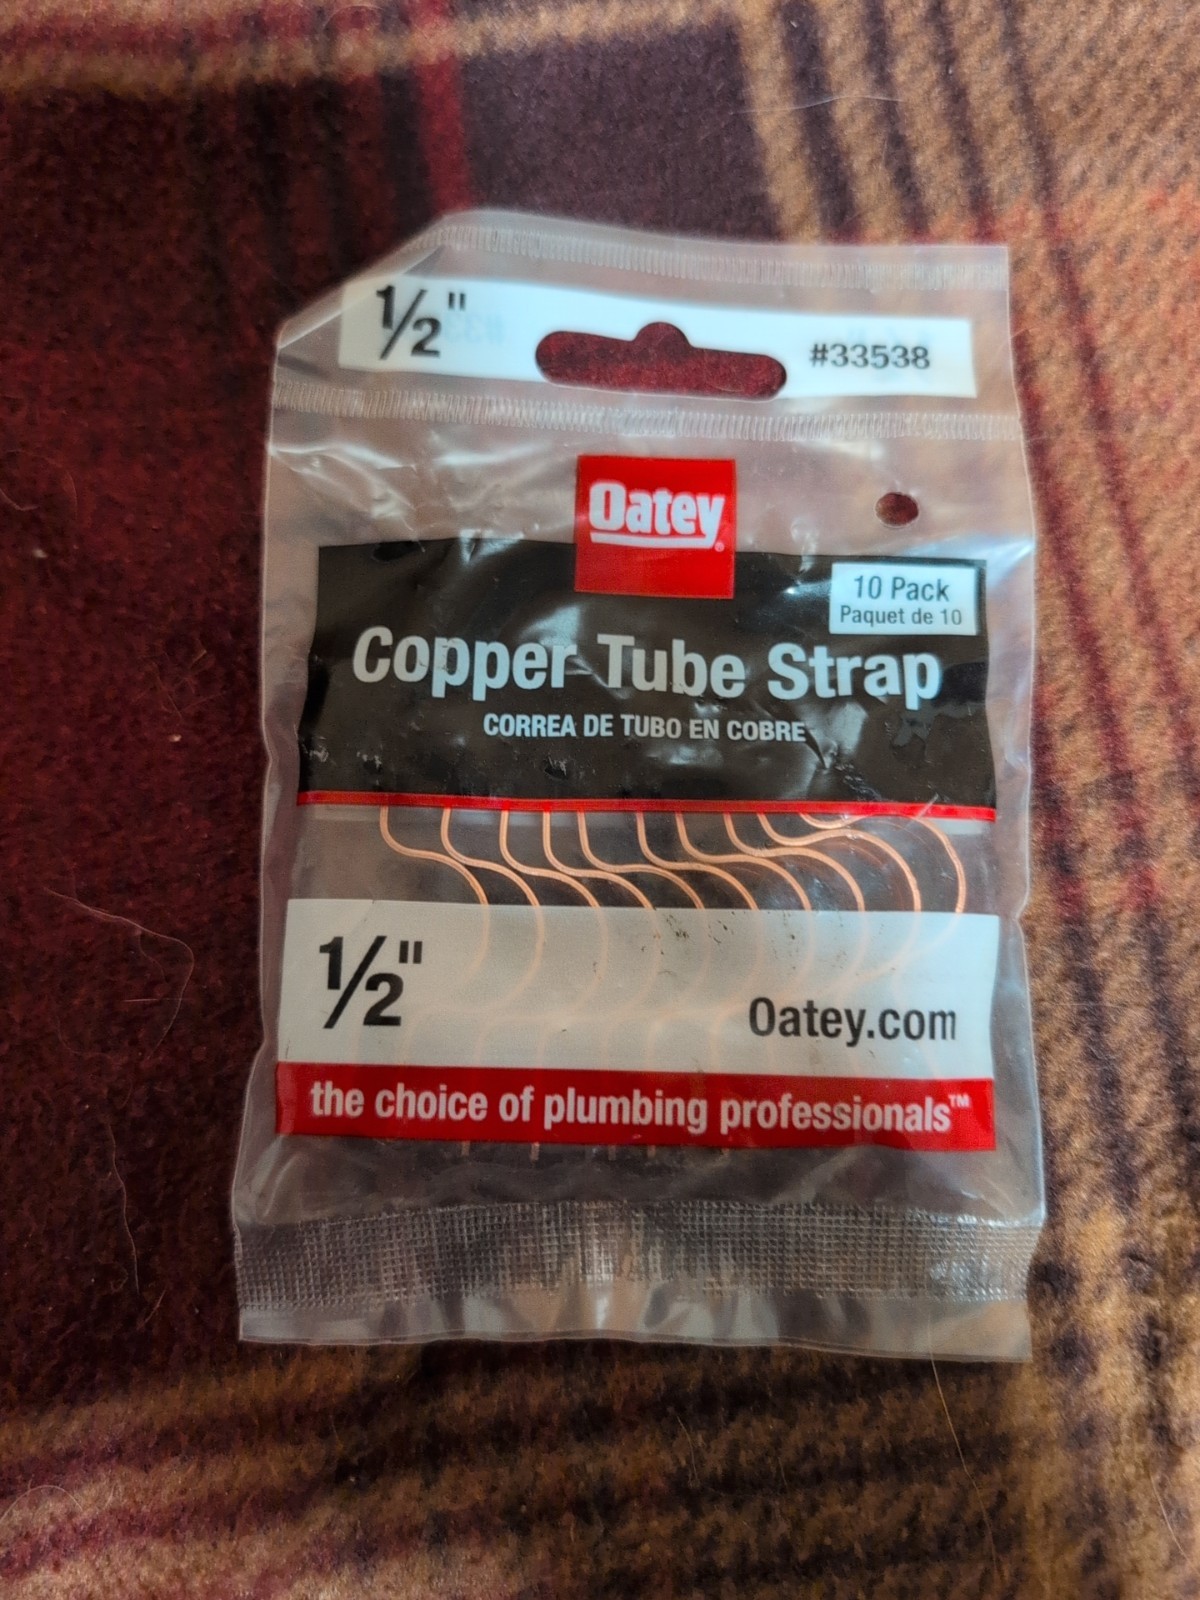 1/2" #33538
Oatey®
10 Pack
Paquet de 10
Copper Tube Strap
CORREA DE TUBO EN COBRE
1/2"
Oatey.com
the choice of plumbing professionals™